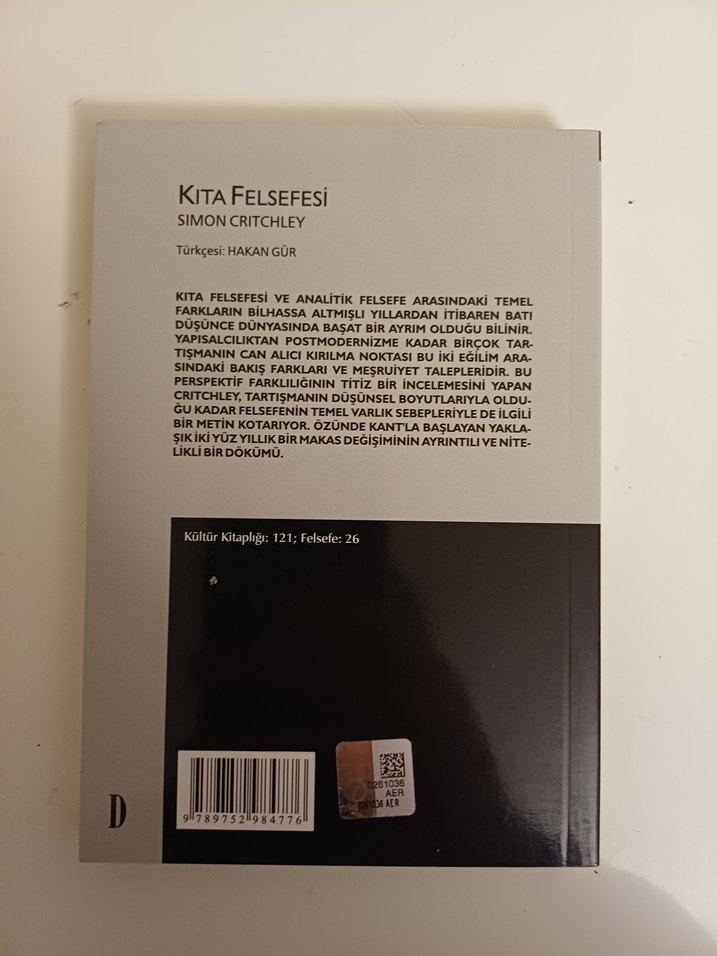 KITA FELSEFESİ
SIMON CRITCHLEY
Türkçesi: HAKAN GÜR
KITA FELSEFESİ VE ANALİTİK FELSEFE ARASINDAKİ TEMEL
FARKLARIN BİLHASSA ALTMIŞLI YILLARDAN İTİBAREN BATI
DÜŞÜNCE DÜNYASINDA BAŞAT BİR AYRIM OLDUĞU BİLİNİR.
YAPISALCILIKTAN POSTMODERNİZME KADAR BİRÇOK TAR-
TIŞMANIN CAN ALICI KIRILMA NOKTASI BU İKİ EĞİLİM ARA-
SINDAKİ BAKIŞ FARKLARI VE MEŞRUİYET TALEPLERİDİR. BU
PERSPEKTİF FARKLILIĞININ TİTİZ BİR İNCELEMESİNİ YAPAN
CRITCHLEY, TARTIŞMANIN DÜŞÜNSEL BOYUTLARIYLA OLDU-
ĞU KADAR FELSEFENİN TEMEL VARLIK SEBEPLERİYLE DE İLGİLİ
BİR METİN KOTARIYOR. ÖZÜNDE KANT'LA BAŞLAYAN YAKLA-
ŞIK İKİ YÜZ YILLIK BİR MAKAS DEĞİŞİMİNİN AYRINTILI VE NİTE-
LİKLİ BİR DÖKÜMÜ.
Kültür Kitaplığı: 121; Felsefe: 26
D
9 789752 984776
0261036
AER
0261036 AER